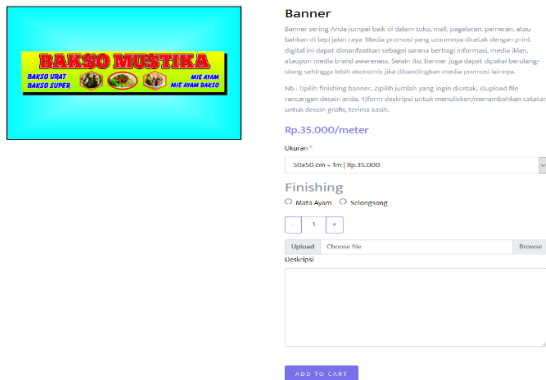 BAKSO MUSTIKA
BAKSO URAT
BAKSO SUPER
MIE AYAM
MIE AYAM BAKSO
Banner
Banner sering Anda jumpai baik di dalam toko, mall, pagelaran, pameran, atau
bahkan di tepi jalan raya. Media promosi yang umumnya dicetak dengan print
digital ini dapat dimanfaatkan sebagai sarana berbagi informasi, media iklan,
ataupun media brand awareness. Selain itu, banner juga dapat dipakai berulang-
ulang sehingga lebih ekonomis jika dibandingkan media promosi lainya.
Nb : 1)pilih finishing banner, 2)pilih jumlah yang ingin dicetak, 3)upload file
rancangan desain anda, 4)form deskripsi untuk menuliskan/menambahkan catatan
untuk desain grafis, terima kasih.
Rp.35.000/meter
Ukuran *
50x50 cm - 1m | Rp.35.000
Finishing
Mata Ayam Selongsong
- 1 +
Upload Choose file Browse
Deskripsi
ADD TO CART